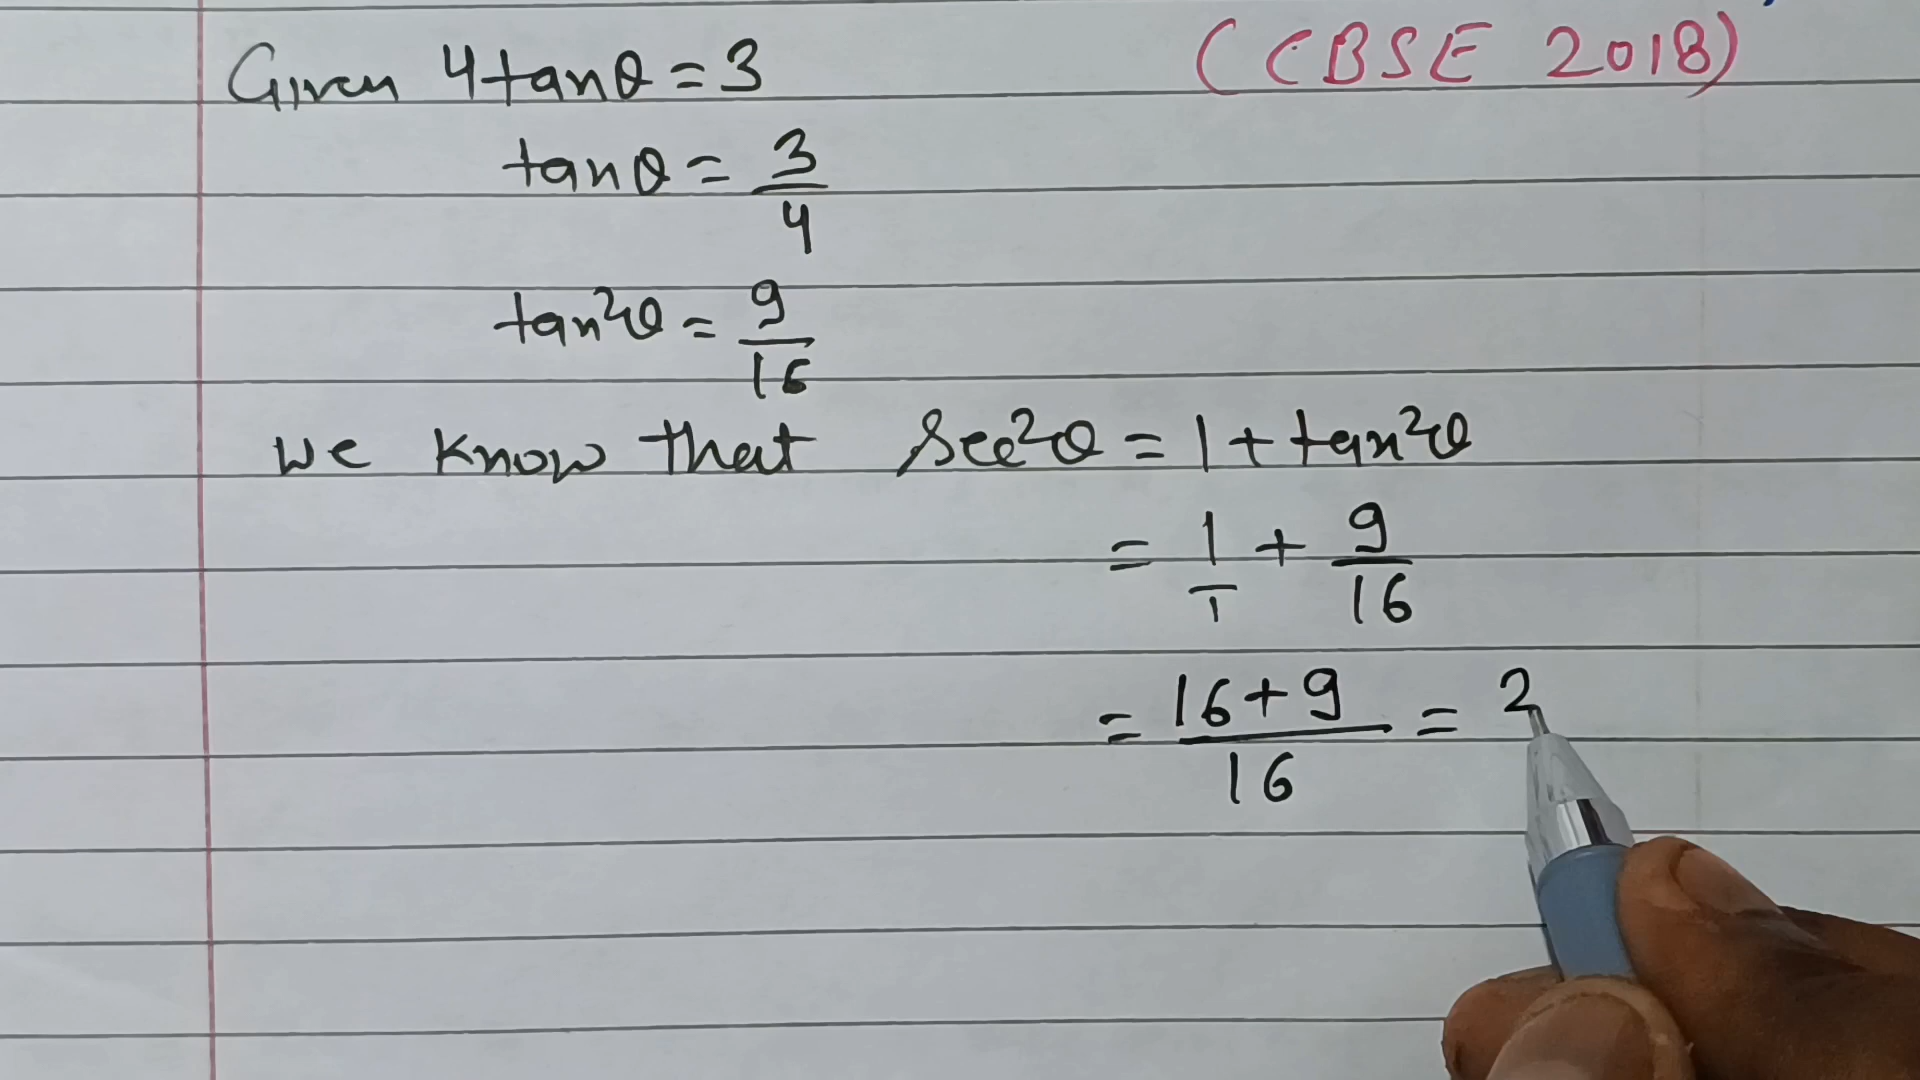 Given 4tanθ = 3 (CBSE 2018)
tanθ = 3/4
tan²θ = 9/16
We know that sec²θ = 1 + tan²θ
= 1/1 + 9/16
= 16+9/16 = 2